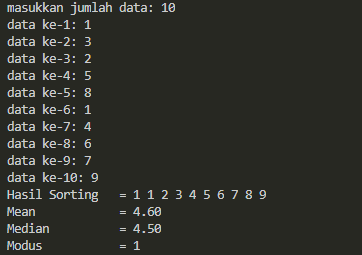 masukkan jumlah data: 10
data ke-1: 1
data ke-2: 3
data ke-3: 2
data ke-4: 5
data ke-5: 8
data ke-6: 1
data ke-7: 4
data ke-8: 6
data ke-9: 7
data ke-10: 9
Hasil Sorting   = 1 1 2 3 4 5 6 7 8 9
Mean            = 4.60
Median          = 4.50
Modus           = 1